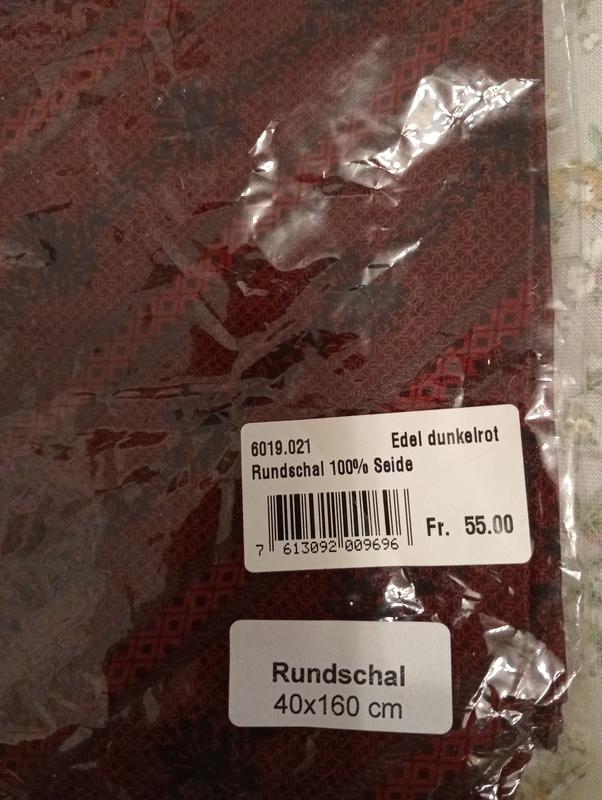 6019.021 Edel dunkelrot
Rundschal 100% Seide
Fr. 55.00
7 613092 009696
Rundschal
40x160 cm